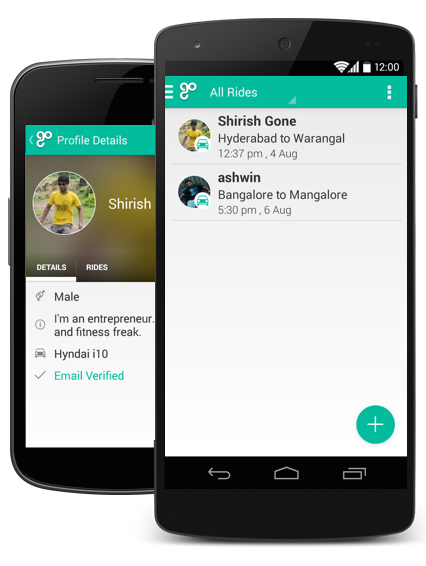 go Profile Details
Shirish
DETAILS RIDES
Male
I'm an entrepreneur.
and fitness freak.
Hyndai i10
Email Verified
12:00
go All Rides
Shirish Gone
Hyderabad to Warangal
12:37 pm , 4 Aug
ashwin
Bangalore to Mangalore
5:30 pm , 6 Aug